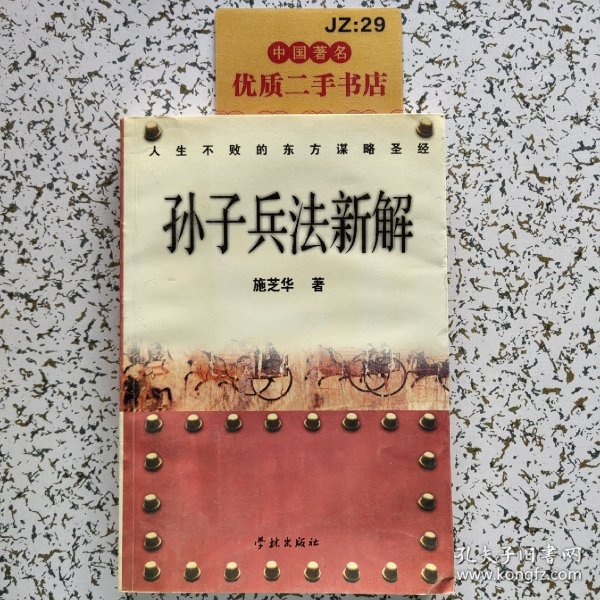 JZ:29
中国著名
优质二手书店
人生不败的东方谋略圣经
孙子兵法新解
施芝华 著
学林出版社
孔夫子旧书网
www.kongfz.com